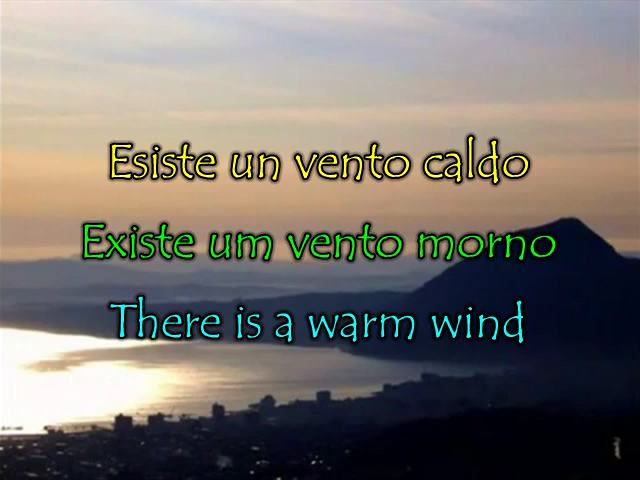 Esiste un vento caldo
Existe um vento morno
There is a warm wind